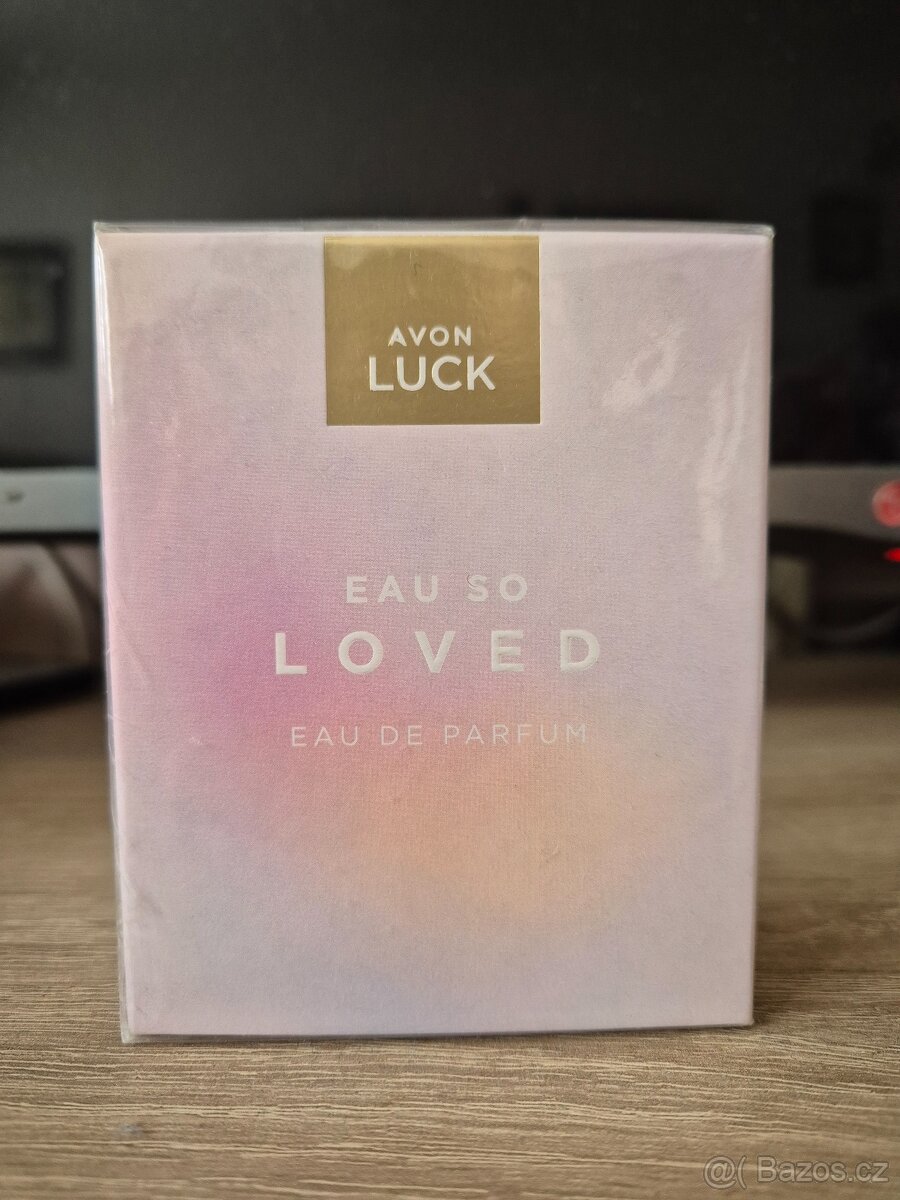 AVON
LUCK
EAU SO
LOVED
EAU DE PARFUM
@( Bazos.cz